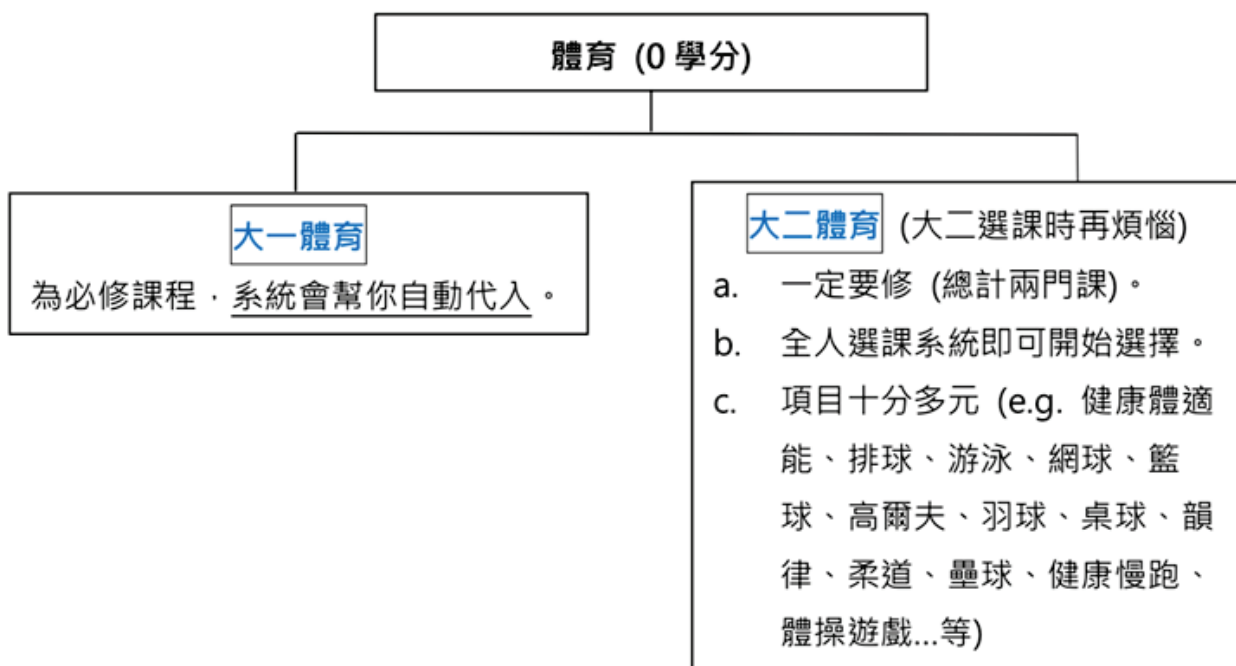 體育 (0 學分)
大一體育
為必修課程，系統會幫你自動代入。
大二體育 (大二選課時再煩惱)
a. 一定要修 (總計兩門課)。
b. 全人選課系統即可開始選擇。
c. 項目十分多元 (e.g. 健康體適
能、排球、游泳、網球、籃
球、高爾夫、羽球、桌球、韻
律、柔道、壘球、健康慢跑、
體操遊戲...等)